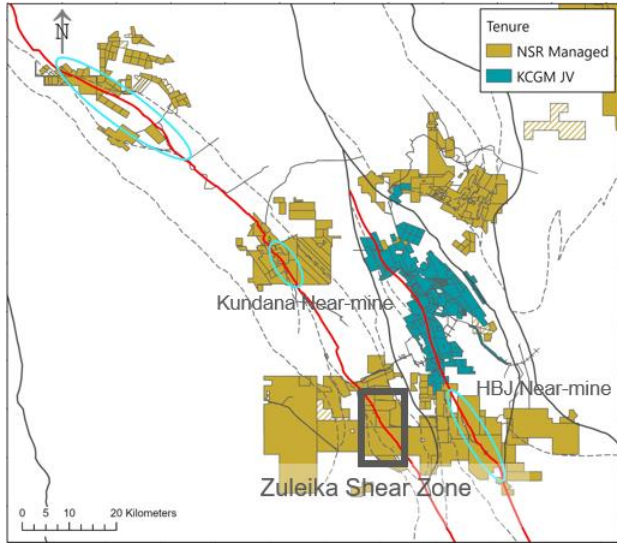 N
Tenure
NSR Managed
KCGM JV
Kundana Near-mine
HBJ Near-mine
Zuleika Shear Zone
0 5 10 20 Kilometers